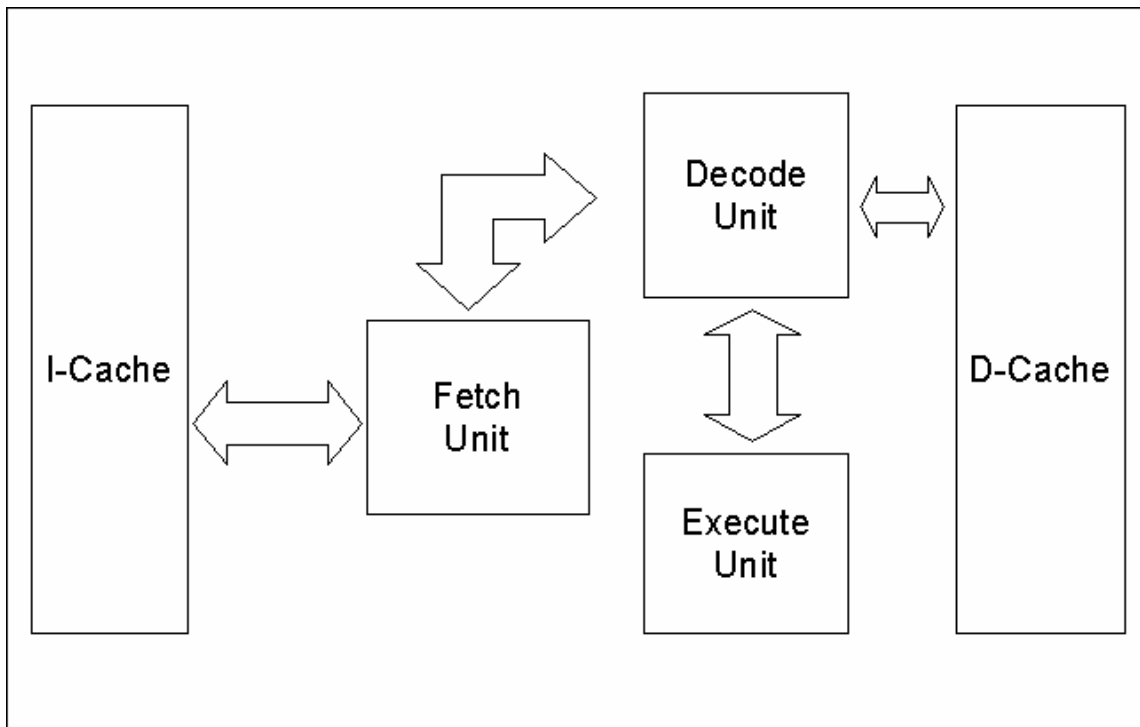 I-Cache
Fetch
Unit
Decode
Unit
Execute
Unit
D-Cache